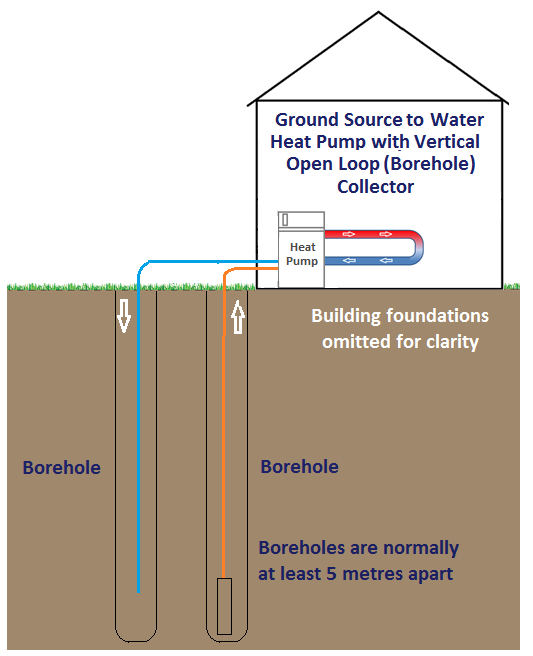 Ground Source to Water
Heat Pump with Vertical
Open Loop (Borehole)
Collector
Heat
Pump
Building foundations
omitted for clarity
Borehole
Borehole
Boreholes are normally
at least 5 metres apart